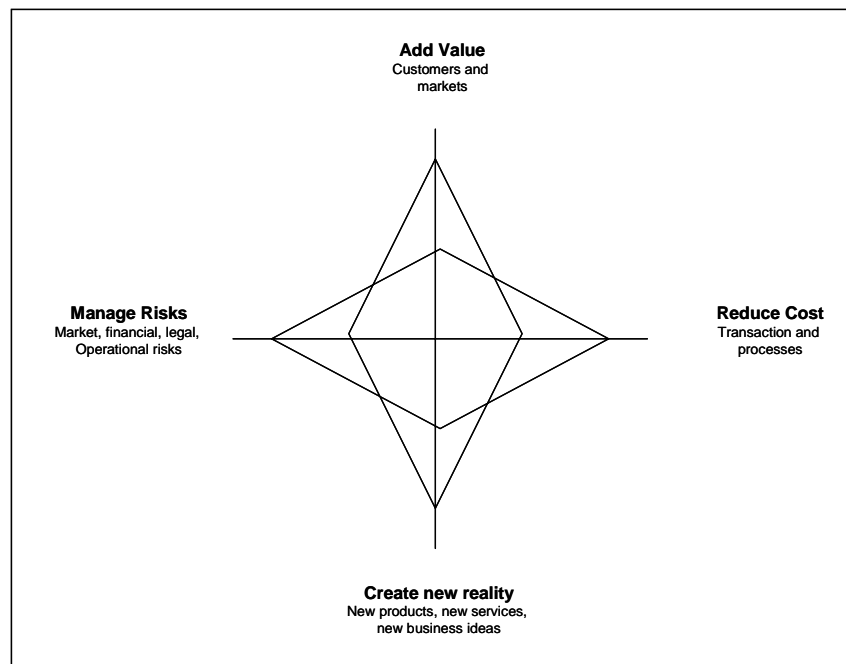 Add Value
Customers and
markets
Manage Risks
Market, financial, legal,
Operational risks
Reduce Cost
Transaction and
processes
Create new reality
New products, new services,
new business ideas